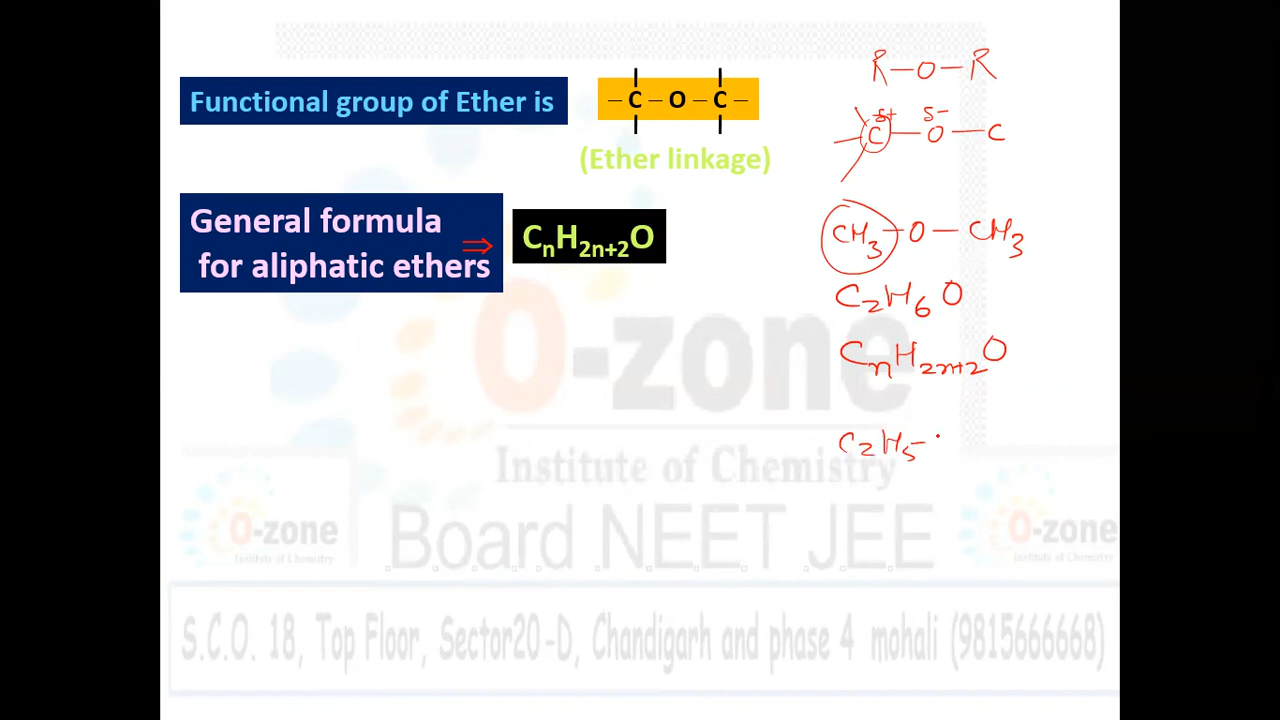 Functional group of Ether is
– C – O – C –
(Ether linkage)
General formula
for aliphatic ethers ⇒ CₙH₂ₙ₊₂O
R – O – R
– C δ+ – O δ- – C
CH₃ – O – CH₃
C₂H₆O
CₙH₂ₙ₊₂O
C₂H₅ –
O-zone
Institute of Chemistry
Board NEET JEE
O-zone
Institute of Chemistry
O-zone
Institute of Chemistry
S.C.O. 18, Top Floor, Sector20-D, Chandigarh and phase 4 mohali (9815666668)